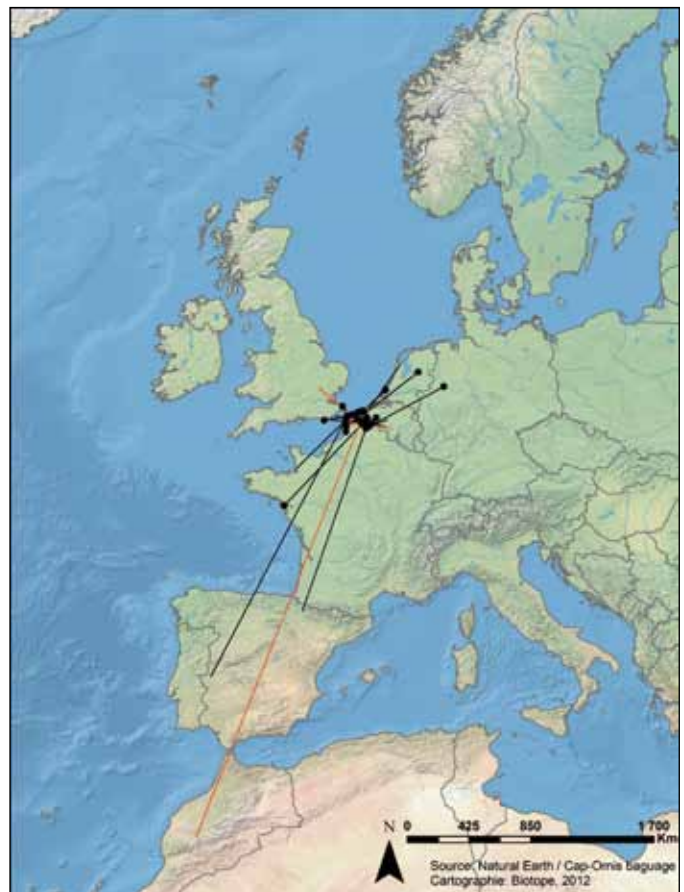 N 0 425 850 1 700
Km
Source: Natural Earth / Cap-Ornis baguage
Cartographie: Biotope, 2012